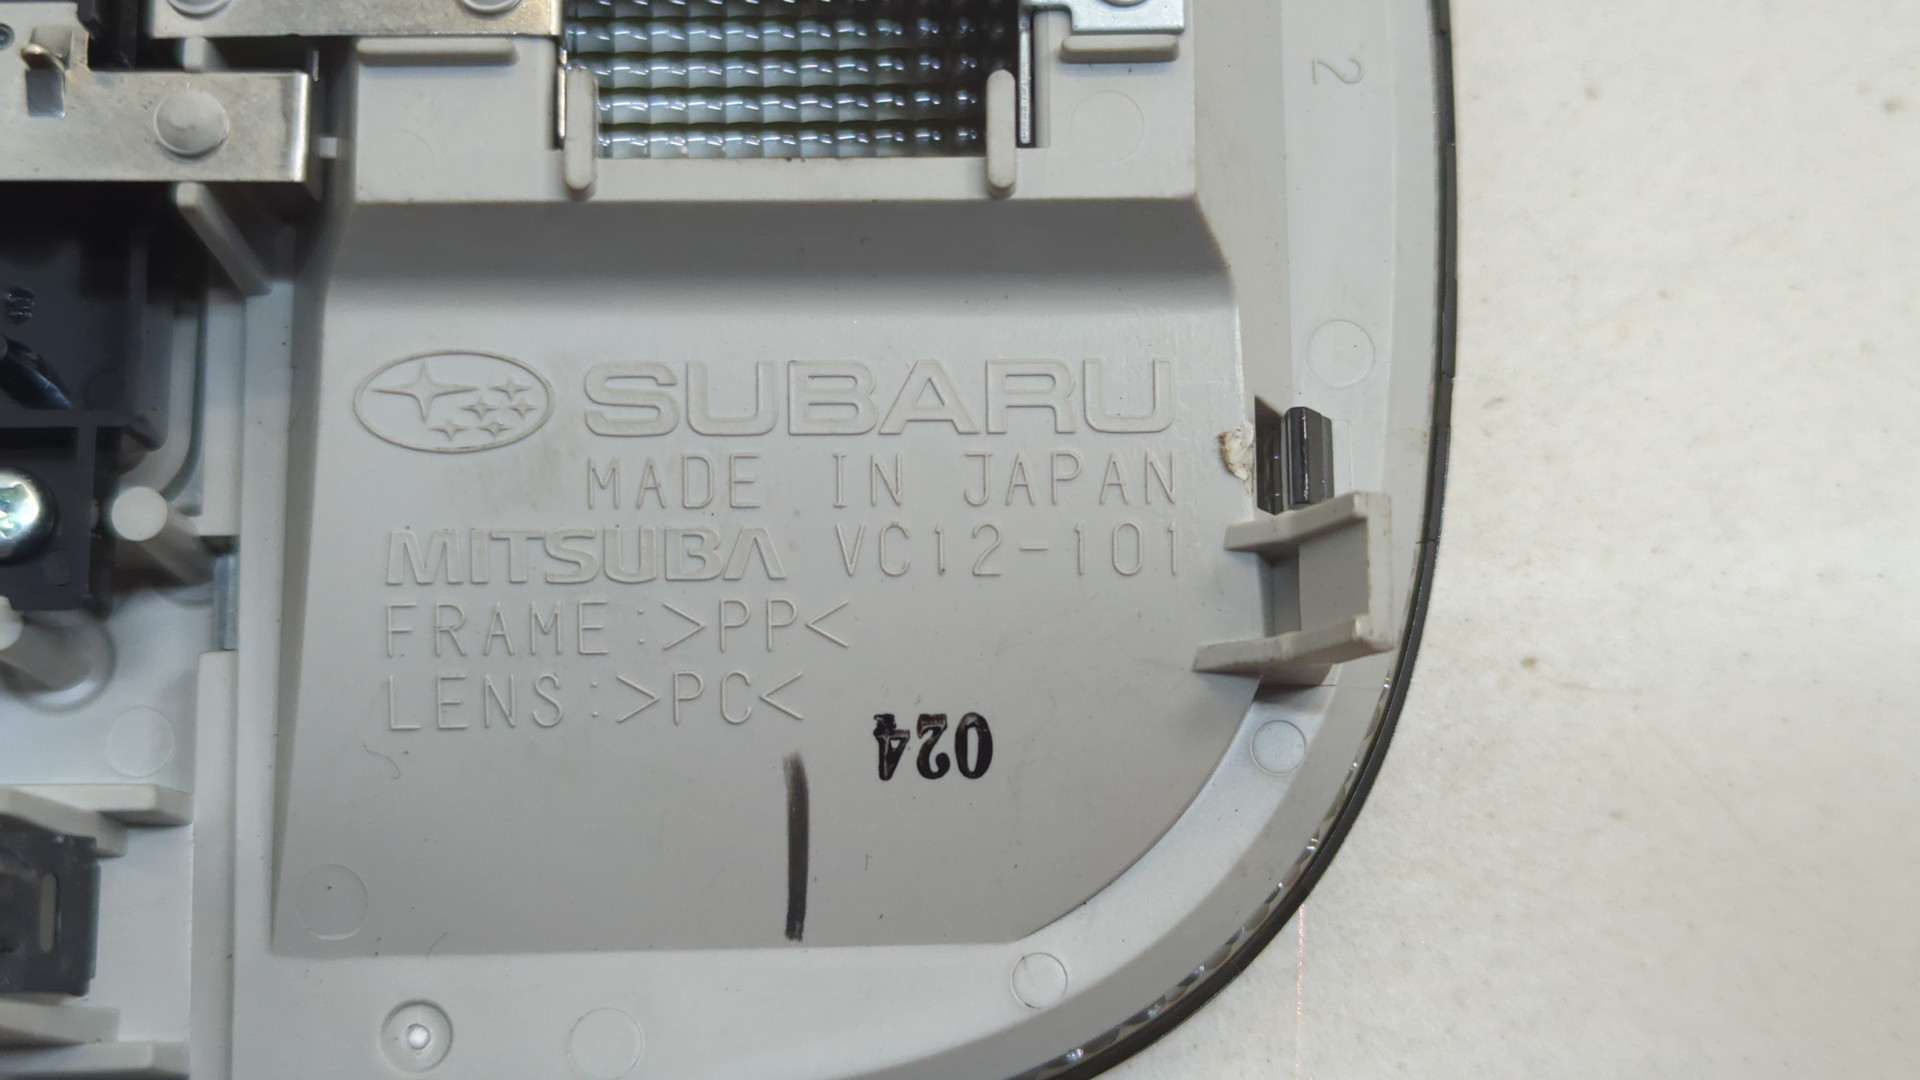 2
SUBARU
MADE IN JAPAN
MITSUBA VC12-101
FRAME:>PP<
LENS:>PC<
024